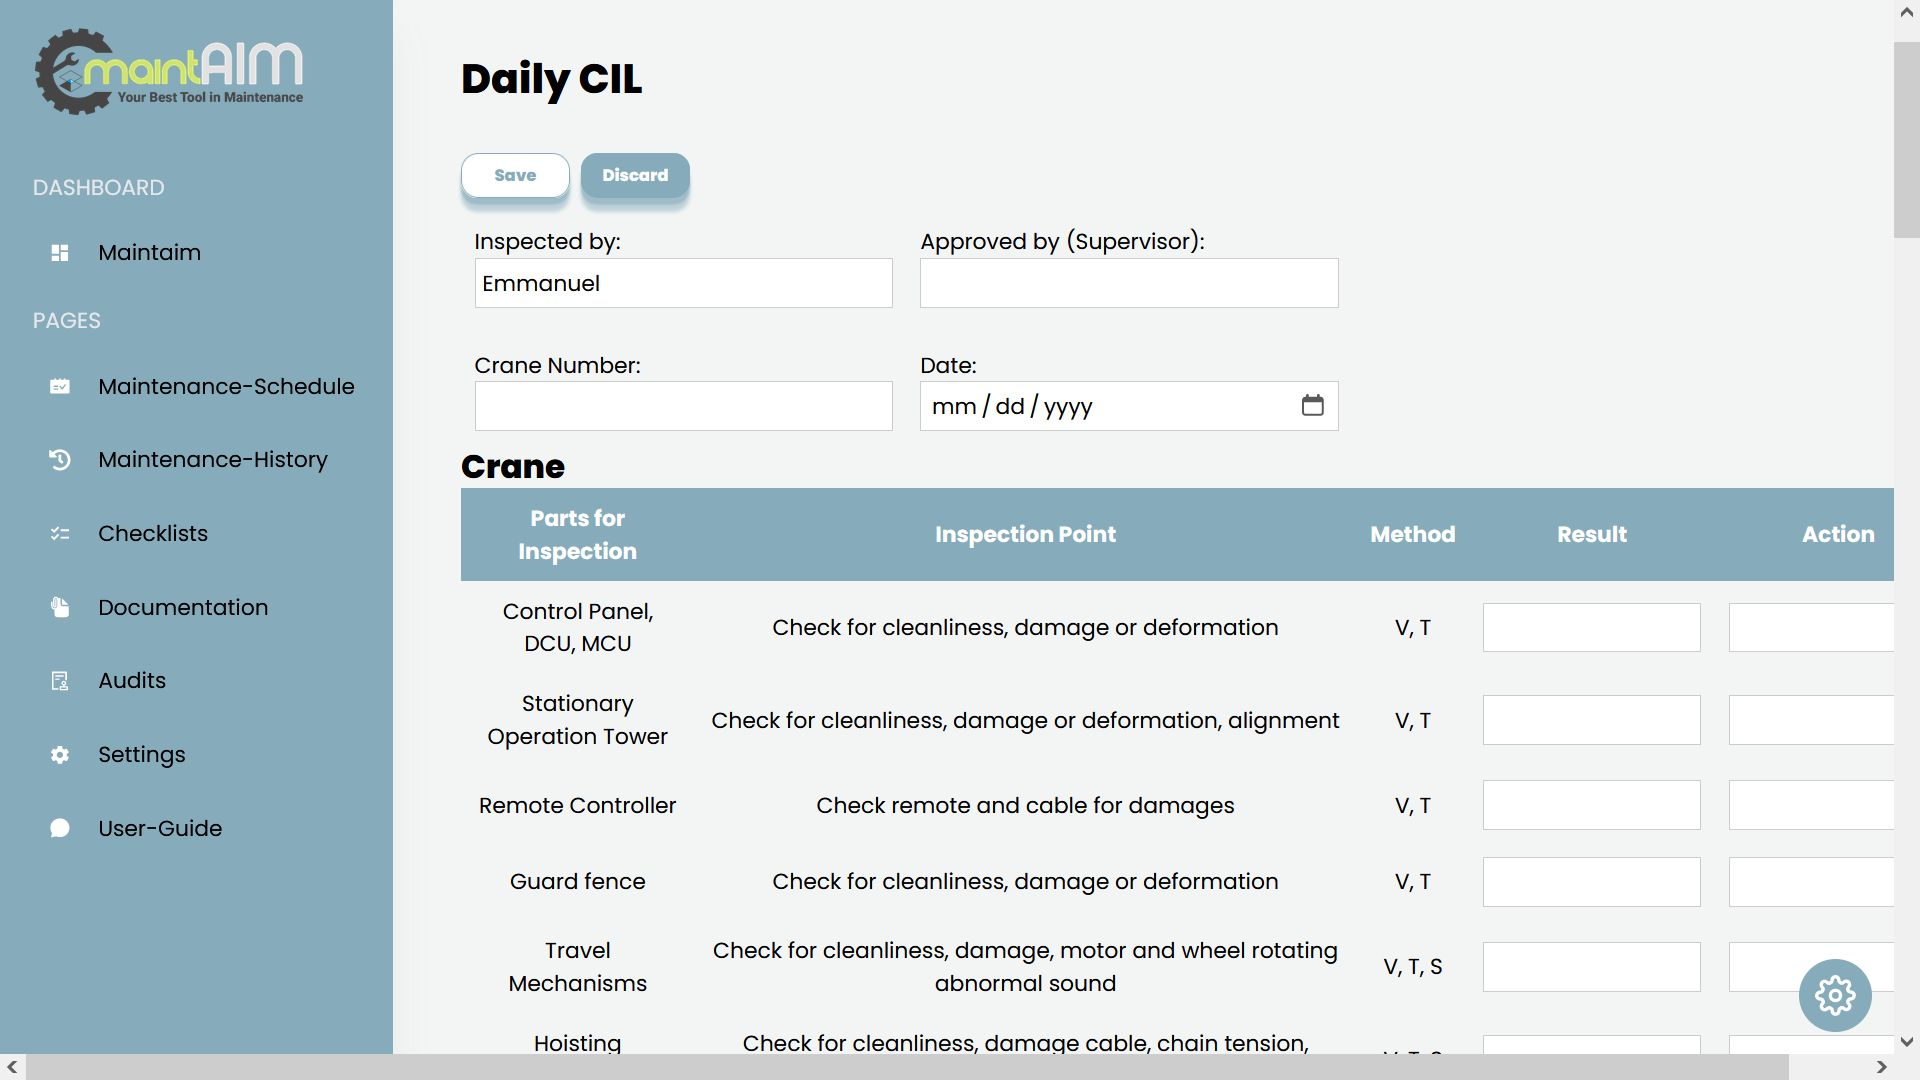 maintAIM
Your Best Tool in Maintenance
DASHBOARD
Maintaim
PAGES
Maintenance-Schedule
Maintenance-History
Checklists
Documentation
Audits
Settings
User-Guide
Daily CIL
Save Discard
Inspected by: Approved by (Supervisor):
Emmanuel
Crane Number: Date:
mm / dd / yyyy
Crane
Parts for Inspection Inspection Point Method Result Action
Control Panel, DCU, MCU Check for cleanliness, damage or deformation V, T
Stationary Operation Tower Check for cleanliness, damage or deformation, alignment V, T
Remote Controller Check remote and cable for damages V, T
Guard fence Check for cleanliness, damage or deformation V, T
Travel Mechanisms Check for cleanliness, damage, motor and wheel rotating abnormal sound V, T, S
Hoisting Check for cleanliness, damage cable, chain tension,